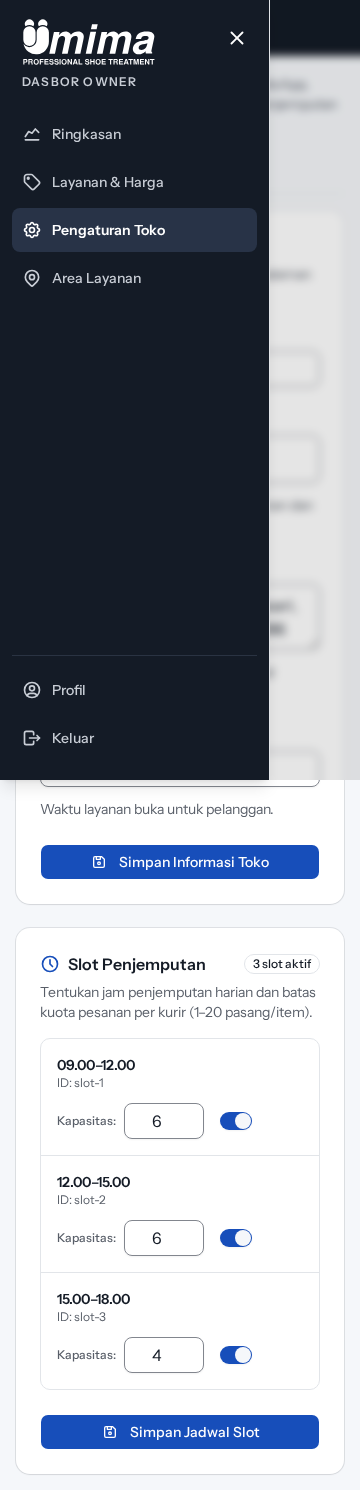 Ümima
PROFESSIONAL SHOE TREATMENT
DASBOR OWNER
Ringkasan
Layanan & Harga
Pengaturan Toko
Area Layanan
Profil
Keluar
Waktu layanan buka untuk pelanggan.
Simpan Informasi Toko
Slot Penjemputan
3 slot aktif
Tentukan jam penjemputan harian dan batas
kuota pesanan per kurir (1–20 pasang/item).
09.00–12.00
ID: slot-1
Kapasitas: 6
12.00–15.00
ID: slot-2
Kapasitas: 6
15.00–18.00
ID: slot-3
Kapasitas: 4
Simpan Jadwal Slot